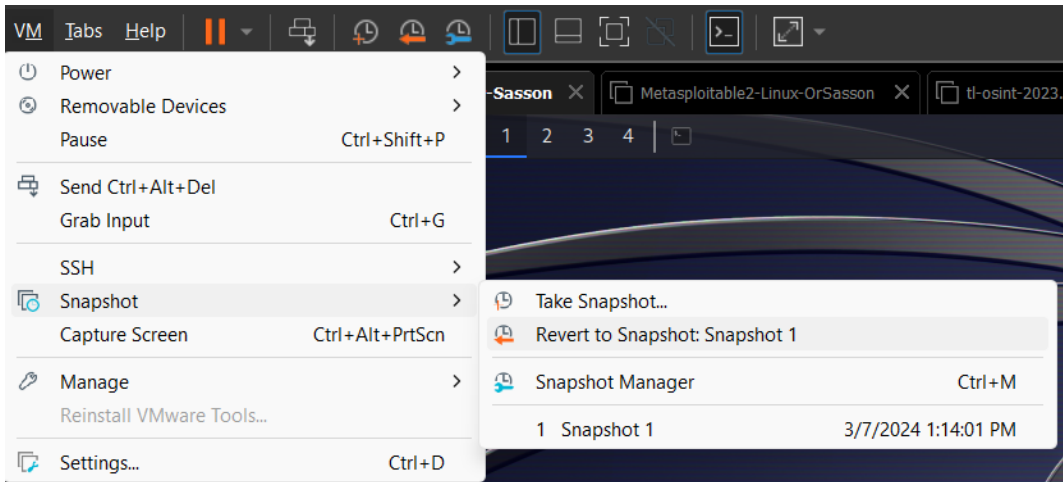 VM Tabs Help
-Sasson Metasploitable2-Linux-OrSasson tl-osint-2023.
1 2 3 4
Power
Removable Devices
Pause Ctrl+Shift+P
Send Ctrl+Alt+Del
Grab Input Ctrl+G
SSH
Snapshot
Capture Screen Ctrl+Alt+PrtScn
Manage
Reinstall VMware Tools...
Settings... Ctrl+D
Take Snapshot...
Revert to Snapshot: Snapshot 1
Snapshot Manager Ctrl+M
1 Snapshot 1 3/7/2024 1:14:01 PM